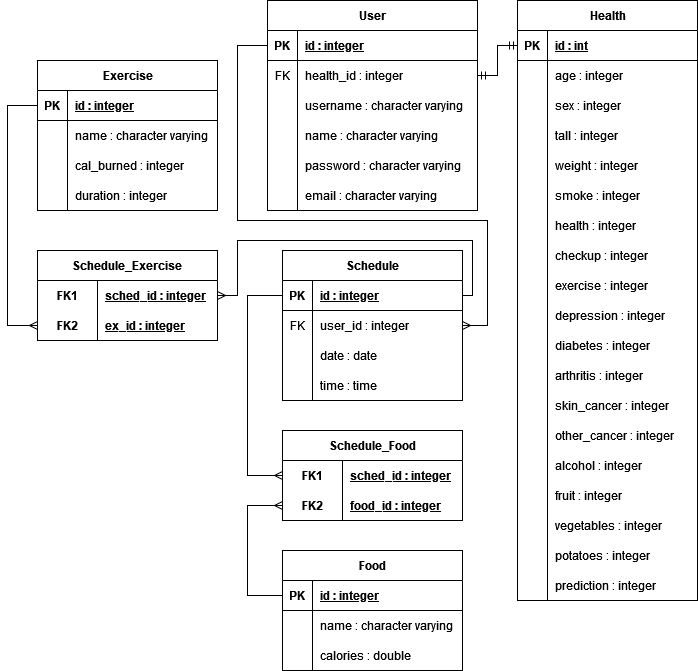 User
PK id : integer
FK health_id : integer
username : character varying
name : character varying
password : character varying
email : character varying
Health
PK id : int
age : integer
sex : integer
tall : integer
weight : integer
smoke : integer
health : integer
checkup : integer
exercise : integer
depression : integer
diabetes : integer
arthritis : integer
skin_cancer : integer
other_cancer : integer
alcohol : integer
fruit : integer
vegetables : integer
potatoes : integer
prediction : integer
Exercise
PK id : integer
name : character varying
cal_burned : integer
duration : integer
Schedule_Exercise
FK1 sched_id : integer
FK2 ex_id : integer
Schedule
PK id : integer
FK user_id : integer
date : date
time : time
Schedule_Food
FK1 sched_id : integer
FK2 food_id : integer
Food
PK id : integer
name : character varying
calories : double